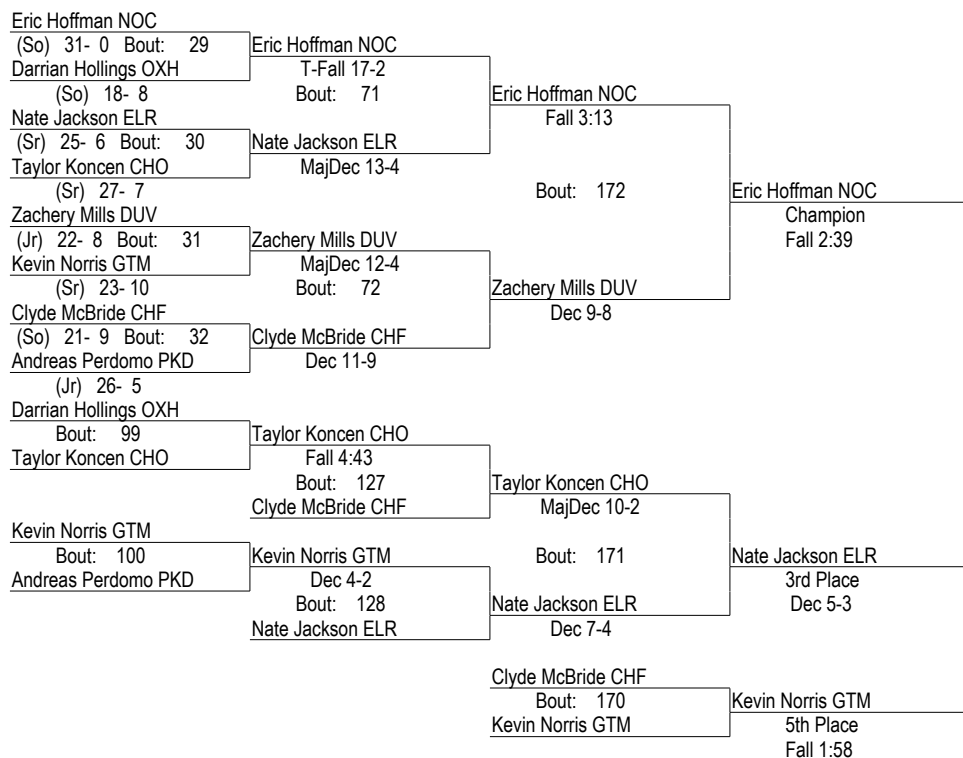 Eric Hoffman NOC
(So) 31- 0 Bout: 29 Eric Hoffman NOC
Darrian Hollings OXH T-Fall 17-2
(So) 18- 8 Bout: 71 Eric Hoffman NOC
Nate Jackson ELR Fall 3:13
(Sr) 25- 6 Bout: 30 Nate Jackson ELR
Taylor Koncen CHO MajDec 13-4
(Sr) 27- 7 Bout: 172 Eric Hoffman NOC
Zachery Mills DUV Champion
(Jr) 22- 8 Bout: 31 Zachery Mills DUV Fall 2:39
Kevin Norris GTM MajDec 12-4
(Sr) 23- 10 Bout: 72 Zachery Mills DUV
Clyde McBride CHF Dec 9-8
(So) 21- 9 Bout: 32 Clyde McBride CHF
Andreas Perdomo PKD Dec 11-9
(Jr) 26- 5
Darrian Hollings OXH
Bout: 99 Taylor Koncen CHO
Taylor Koncen CHO Fall 4:43
Bout: 127 Taylor Koncen CHO
Clyde McBride CHF MajDec 10-2
Kevin Norris GTM
Bout: 100 Kevin Norris GTM Bout: 171 Nate Jackson ELR
Andreas Perdomo PKD Dec 4-2 3rd Place
Bout: 128 Nate Jackson ELR Dec 5-3
Nate Jackson ELR Dec 7-4
Clyde McBride CHF
Bout: 170 Kevin Norris GTM
Kevin Norris GTM 5th Place
Fall 1:58